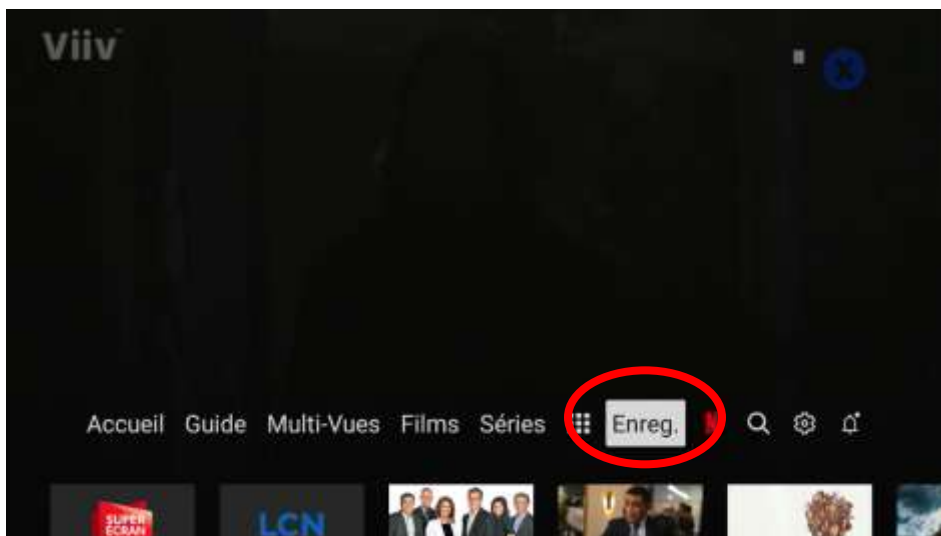 Viiv
Accueil Guide Multi-Vues Films Séries Enreg. N
SUPER
ÉCRAN
LCN